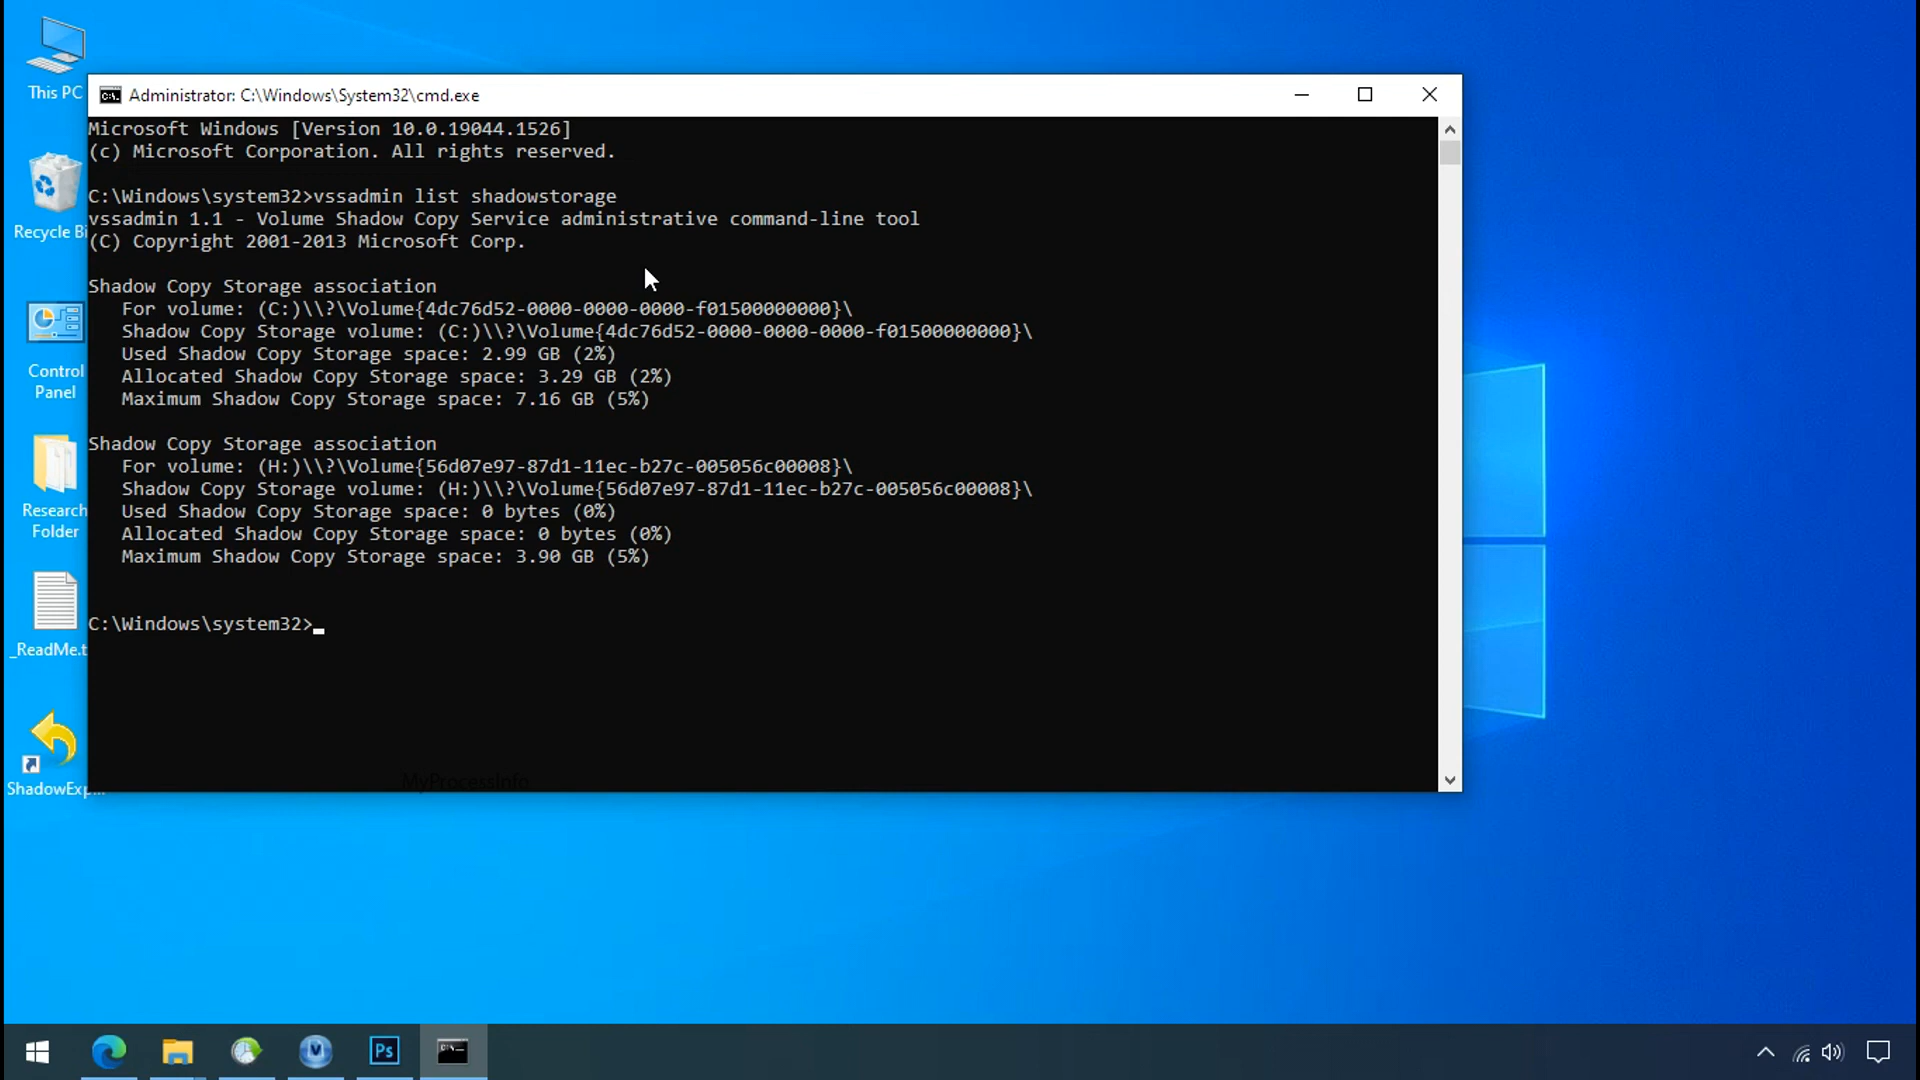 This PC
Recycle Bi
Control
Panel
Research
Folder
_ReadMe.t
ShadowExp...
Administrator: C:\Windows\System32\cmd.exe
Microsoft Windows [Version 10.0.19044.1526]
(c) Microsoft Corporation. All rights reserved.
C:\Windows\system32>vssadmin list shadowstorage
vssadmin 1.1 - Volume Shadow Copy Service administrative command-line tool
(C) Copyright 2001-2013 Microsoft Corp.
Shadow Copy Storage association
For volume: (C:)\\?\Volume{4dc76d52-0000-0000-0000-f01500000000}\
Shadow Copy Storage volume: (C:)\\?\Volume{4dc76d52-0000-0000-0000-f01500000000}\
Used Shadow Copy Storage space: 2.99 GB (2%)
Allocated Shadow Copy Storage space: 3.29 GB (2%)
Maximum Shadow Copy Storage space: 7.16 GB (5%)
Shadow Copy Storage association
For volume: (H:)\\?\Volume{56d07e97-87d1-11ec-b27c-005056c00008}\
Shadow Copy Storage volume: (H:)\\?\Volume{56d07e97-87d1-11ec-b27c-005056c00008}\
Used Shadow Copy Storage space: 0 bytes (0%)
Allocated Shadow Copy Storage space: 0 bytes (0%)
Maximum Shadow Copy Storage space: 3.90 GB (5%)
C:\Windows\system32>_
MyProcessInfo
Ps